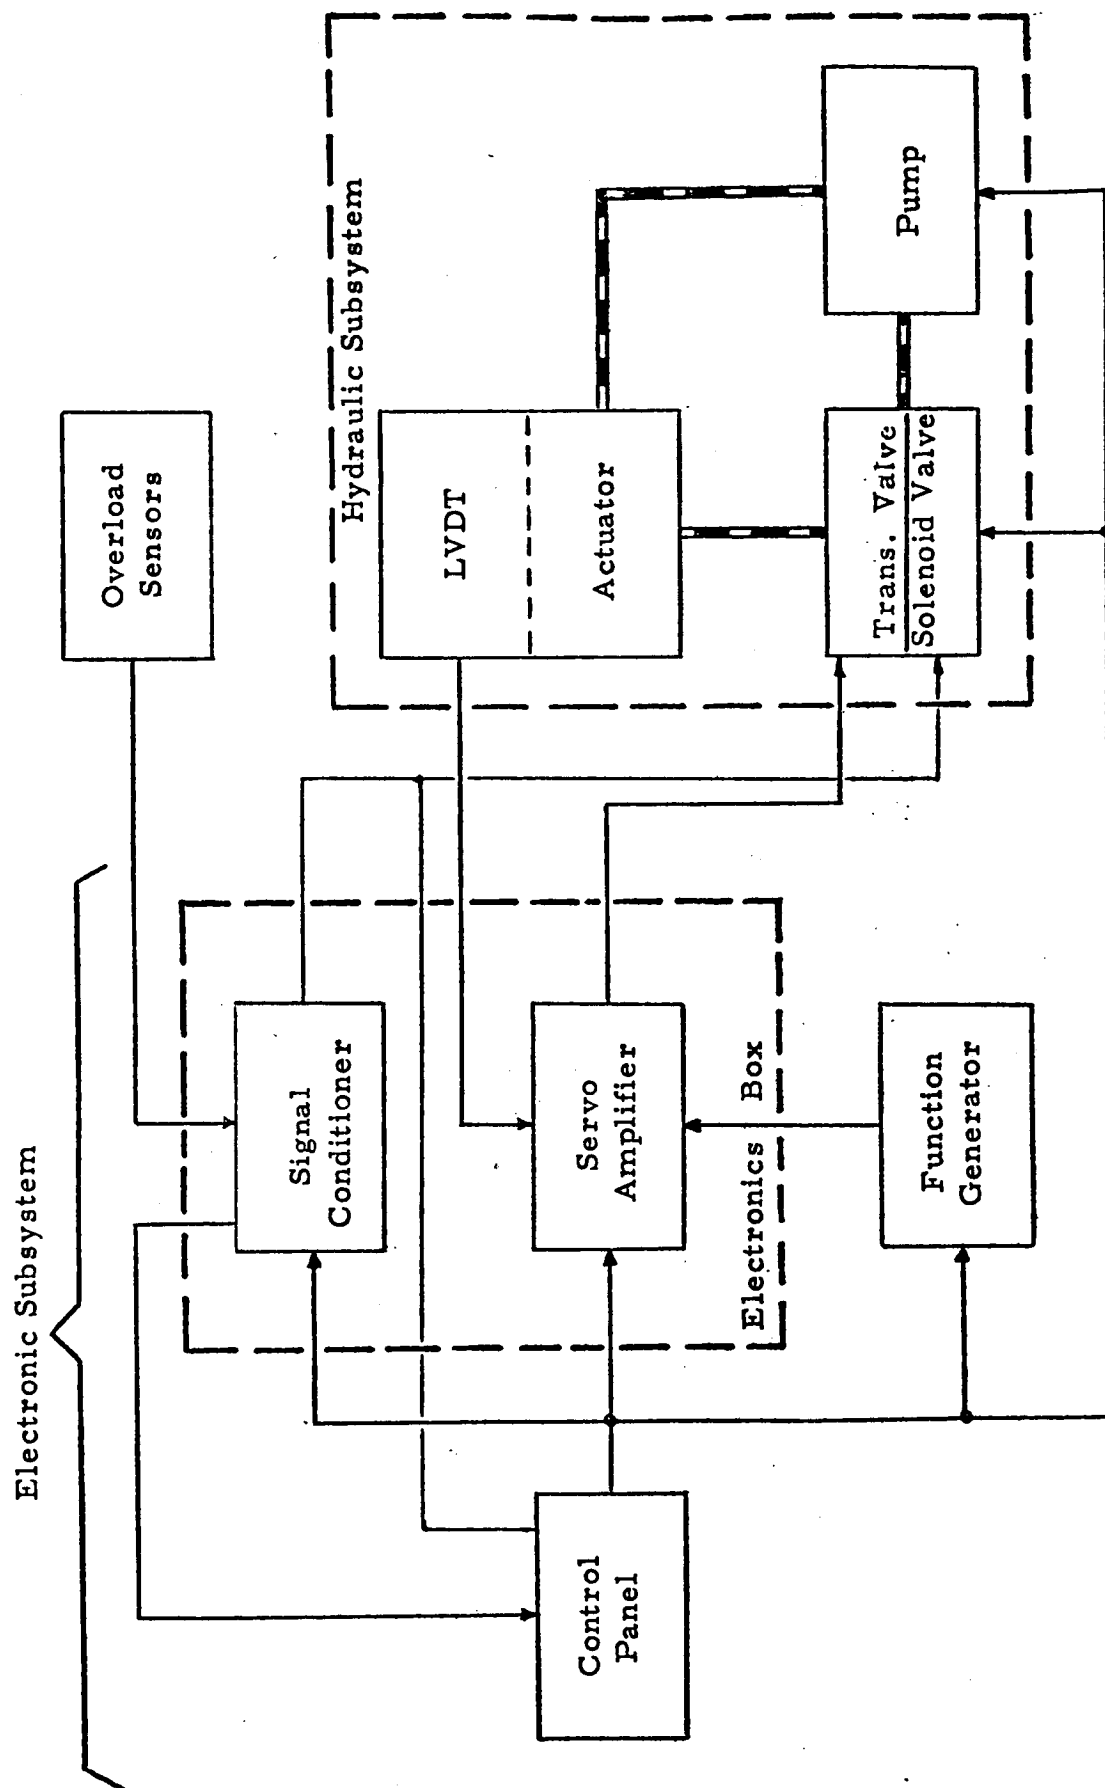 Electronic Subsystem
Control
Panel
Signal
Conditioner
Servo
Amplifier
Electronics Box
Function
Generator
Overload
Sensors
Hydraulic Subsystem
LVDT
Actuator
Trans. Valve
Solenoid Valve
Pump